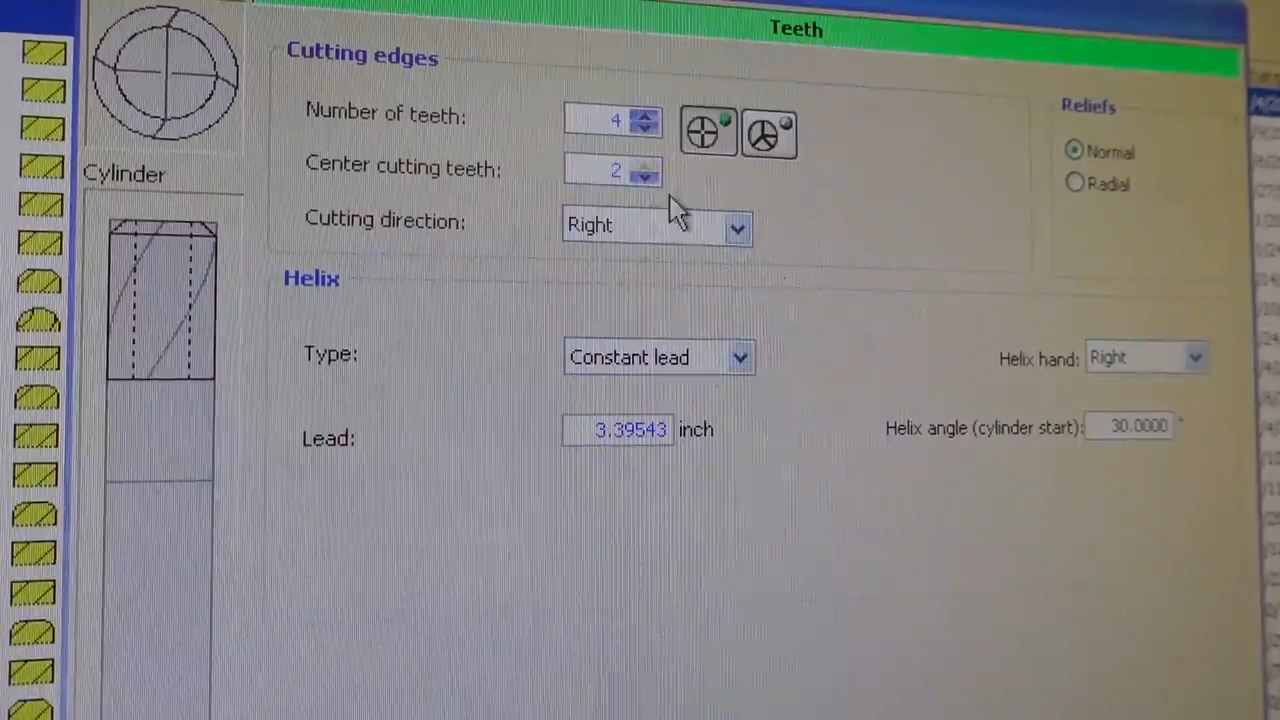 Teeth
Cutting edges
Number of teeth: 4
Center cutting teeth: 2
Cutting direction: Right
Reliefs
Normal
Radial
Cylinder
Helix
Type: Constant lead
Helix hand: Right
Lead: 3.39543 inch
Helix angle (cylinder start): 30.0000 °